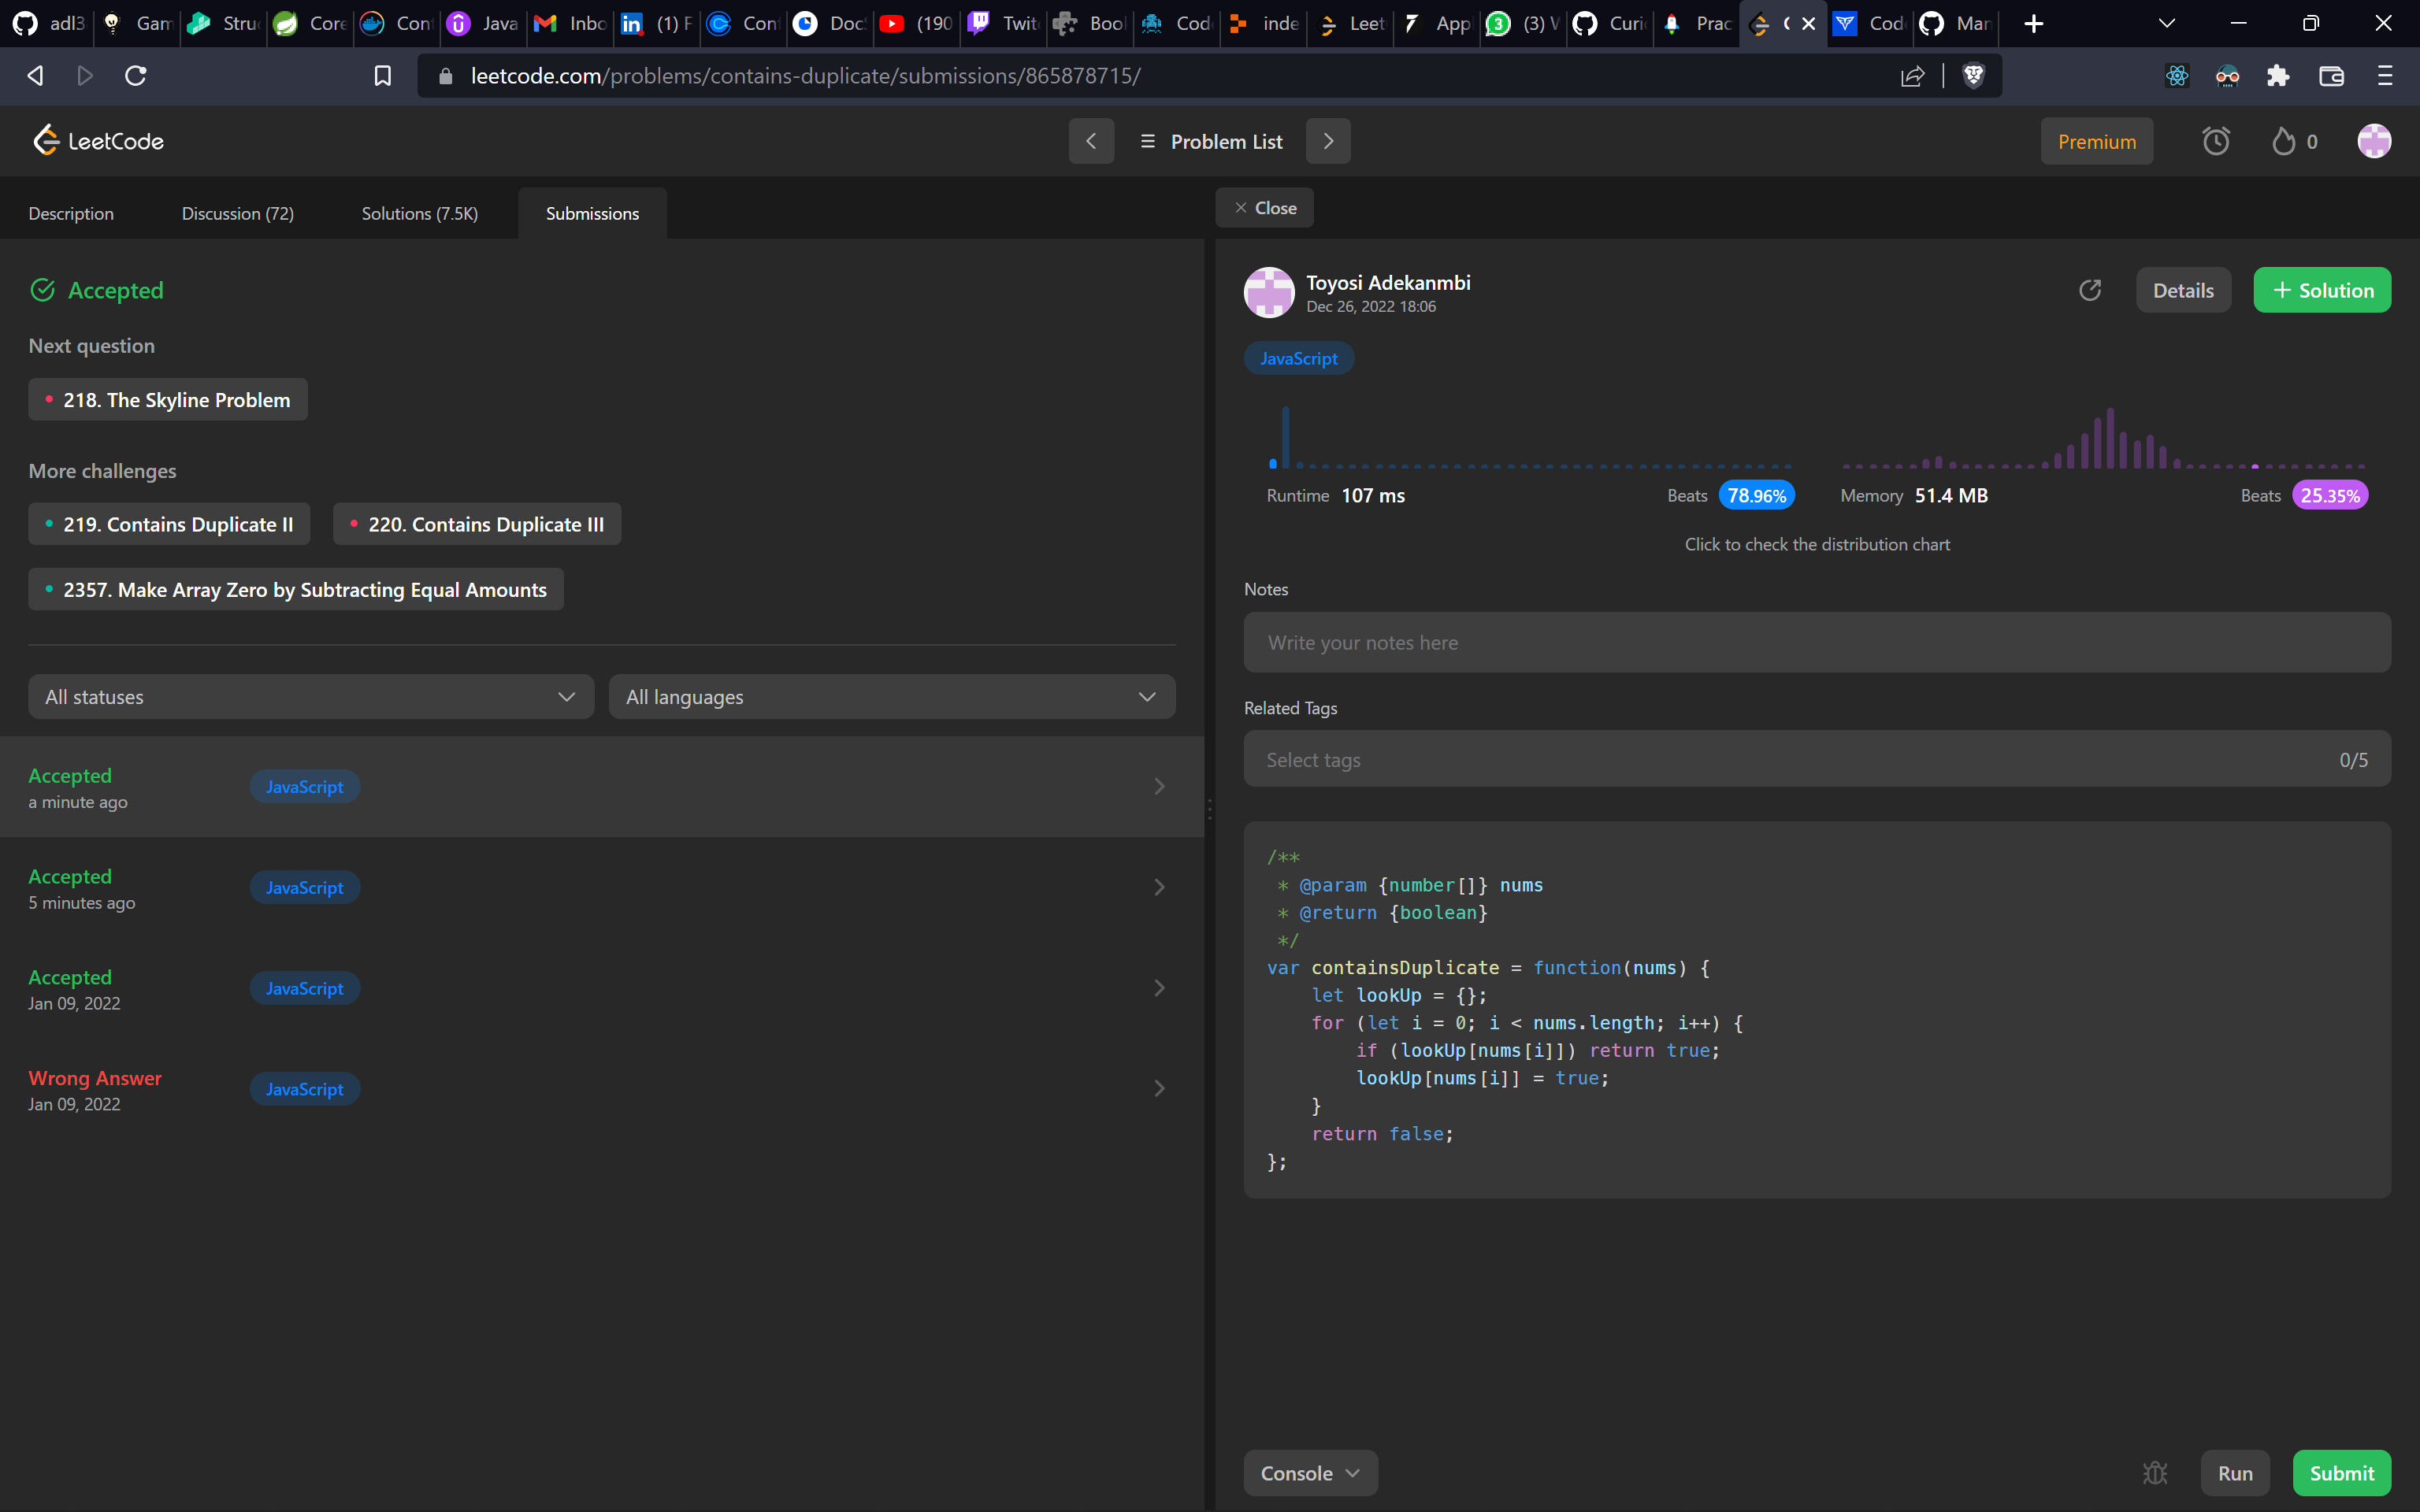 adl3 Gam Stru Core Cont Java Inbo (1) F Con Doc (190 Twit Bool Code inde Leet App (3) W Curi Prac C Cod Man
leetcode.com/problems/contains-duplicate/submissions/865878715/
LeetCode
Problem List
Premium
0
Description Discussion (72) Solutions (7.5K) Submissions
Close
Accepted
Next question
218. The Skyline Problem
More challenges
219. Contains Duplicate II 220. Contains Duplicate III
2357. Make Array Zero by Subtracting Equal Amounts
All statuses All languages
Accepted
a minute ago
JavaScript
Accepted
5 minutes ago
JavaScript
Accepted
Jan 09, 2022
JavaScript
Wrong Answer
Jan 09, 2022
JavaScript
Toyosi Adekanmbi
Dec 26, 2022 18:06
Details
+ Solution
JavaScript
Runtime 107 ms Beats 78.96% Memory 51.4 MB Beats 25.35%
Click to check the distribution chart
Notes
Write your notes here
Related Tags
Select tags 0/5
/**
 * @param {number[]} nums
 * @return {boolean}
 */
var containsDuplicate = function(nums) {
    let lookUp = {};
    for (let i = 0; i < nums.length; i++) {
        if (lookUp[nums[i]]) return true;
        lookUp[nums[i]] = true;
    }
    return false;
};
Console Run Submit